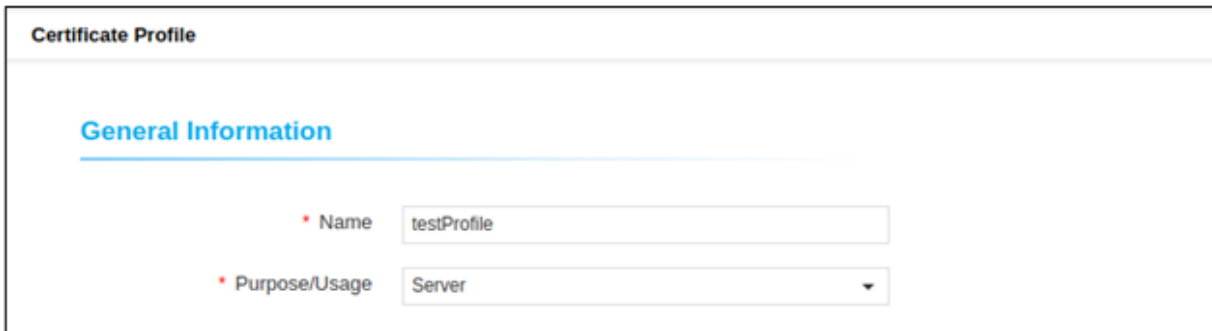 Certificate Profile
General Information
* Name testProfile
* Purpose/Usage Server